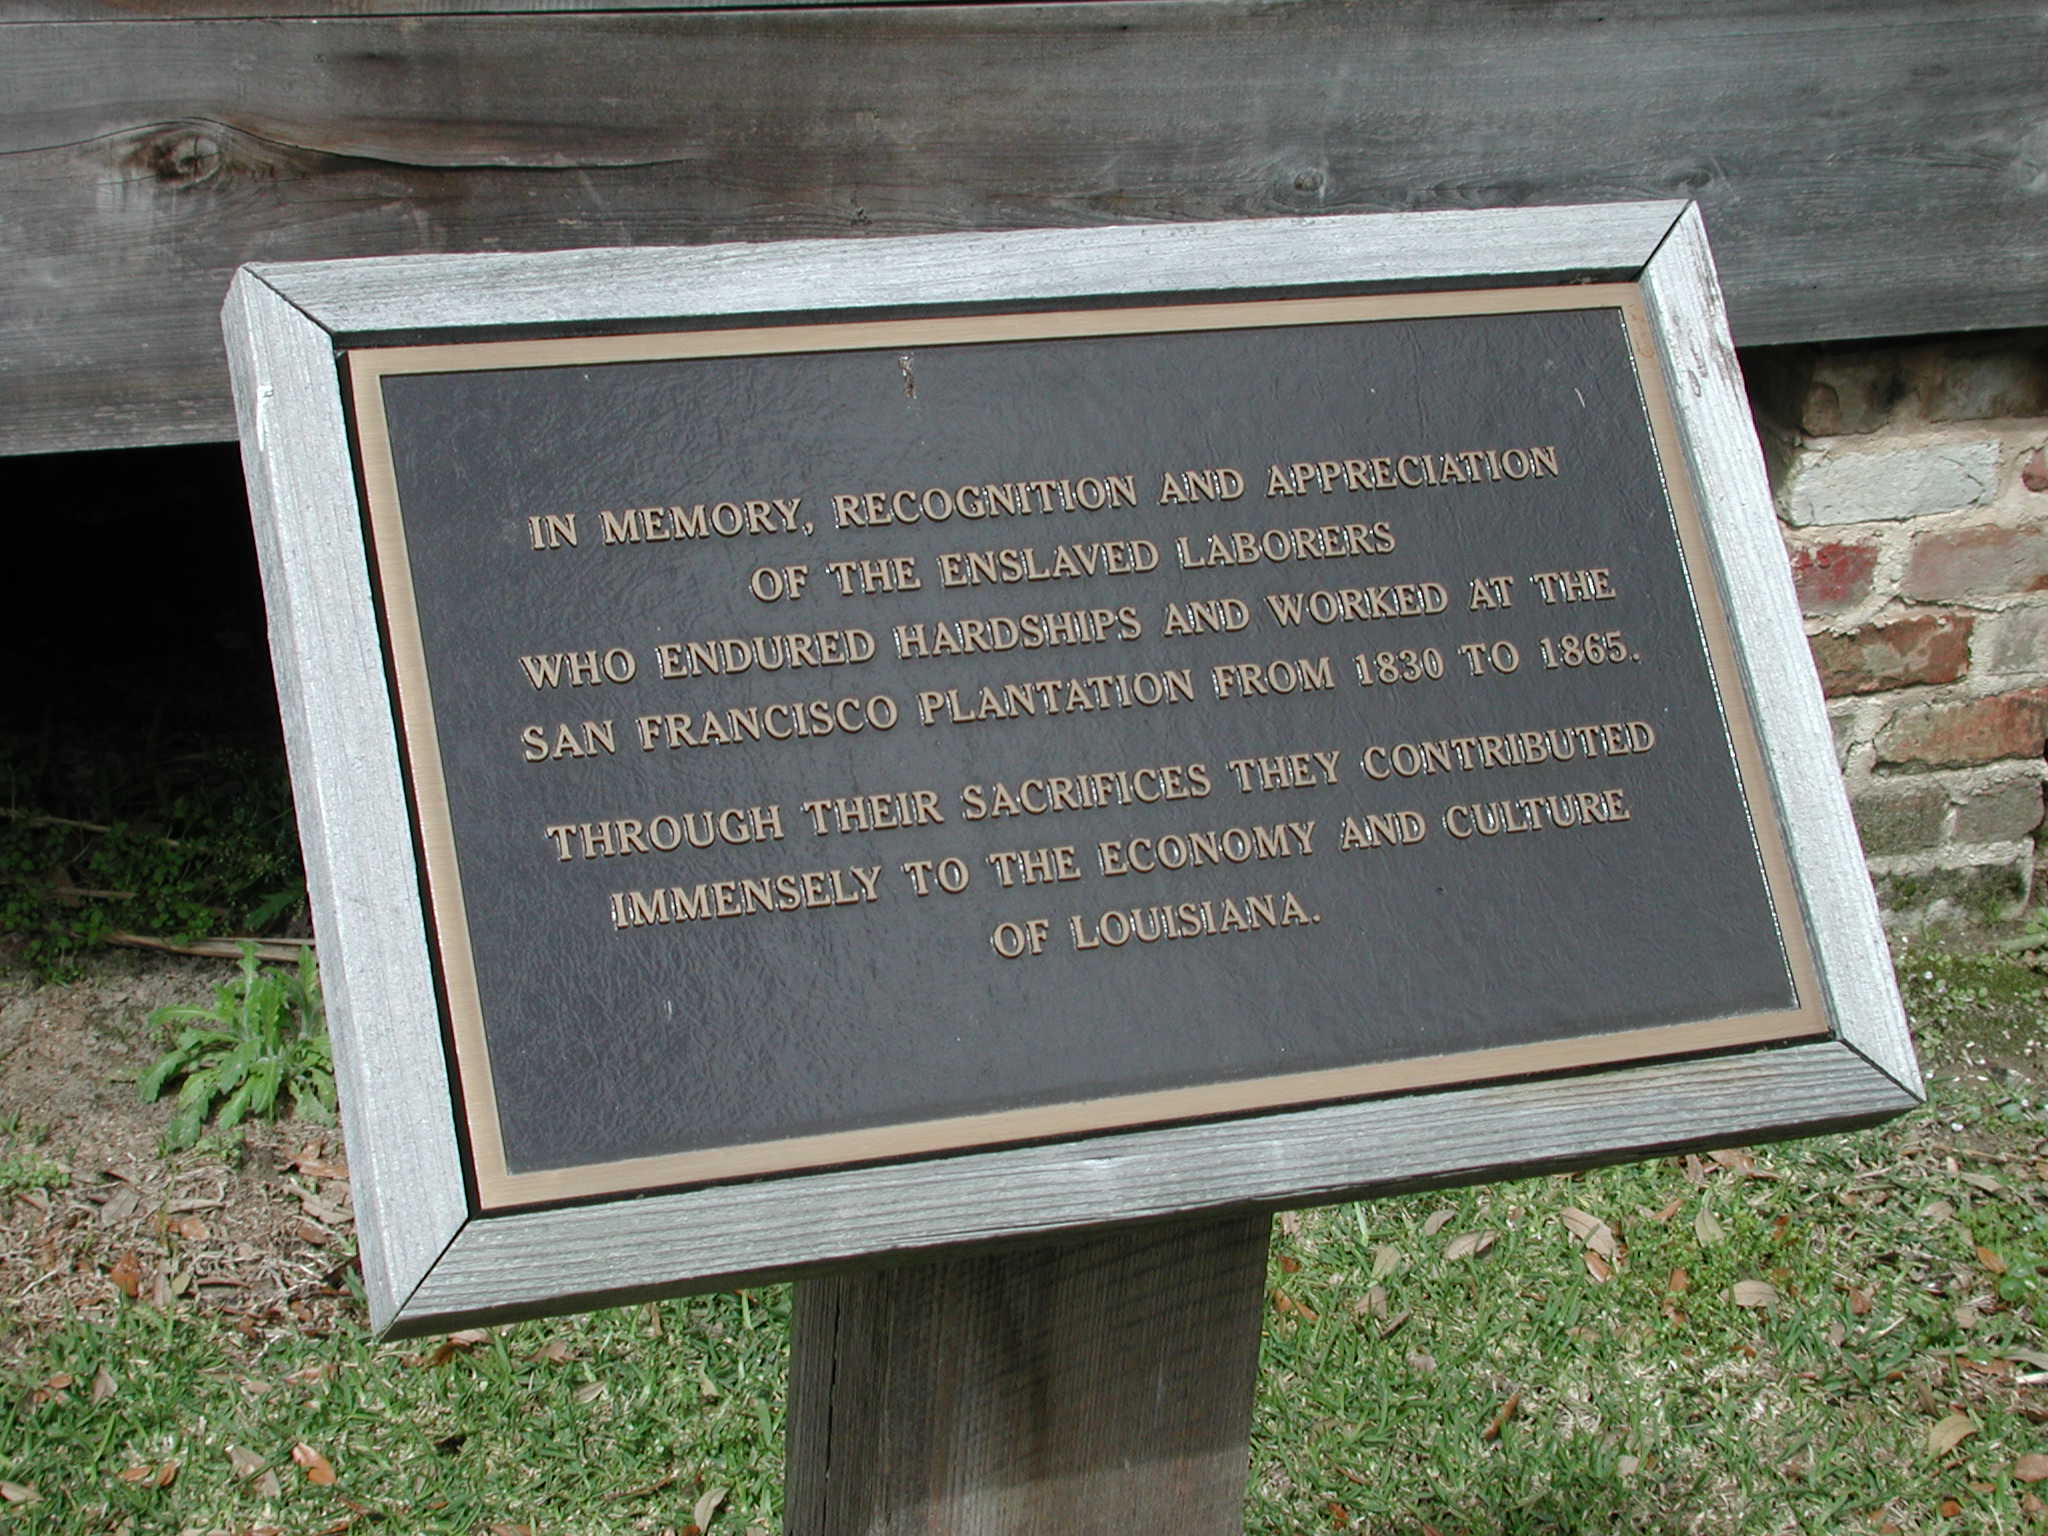 IN MEMORY, RECOGNITION AND APPRECIATION
OF THE ENSLAVED LABORERS
WHO ENDURED HARDSHIPS AND WORKED AT THE
SAN FRANCISCO PLANTATION FROM 1830 TO 1865.
THROUGH THEIR SACRIFICES THEY CONTRIBUTED
IMMENSELY TO THE ECONOMY AND CULTURE
OF LOUISIANA.